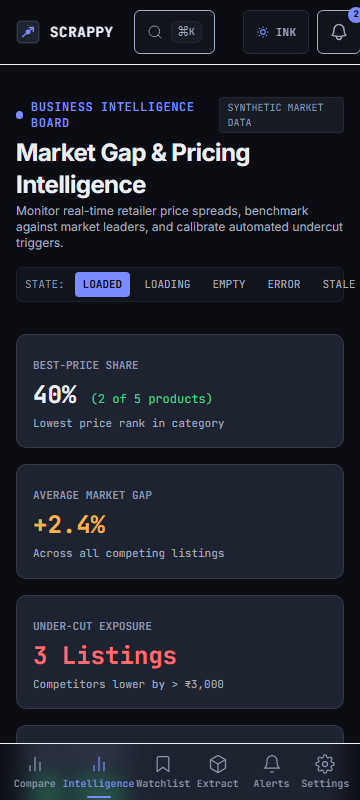 SCRAPPY
⌘K
INK
2
BUSINESS INTELLIGENCE
BOARD
SYNTHETIC MARKET
DATA
Market Gap & Pricing
Intelligence
Monitor real-time retailer price spreads, benchmark
against market leaders, and calibrate automated undercut
triggers.
STATE: LOADED LOADING EMPTY ERROR STALE
BEST-PRICE SHARE
40% (2 of 5 products)
Lowest price rank in category
AVERAGE MARKET GAP
+2.4%
Across all competing listings
UNDER-CUT EXPOSURE
3 Listings
Competitors lower by > ₹3,000
Compare Intelligence Watchlist Extract Alerts Settings